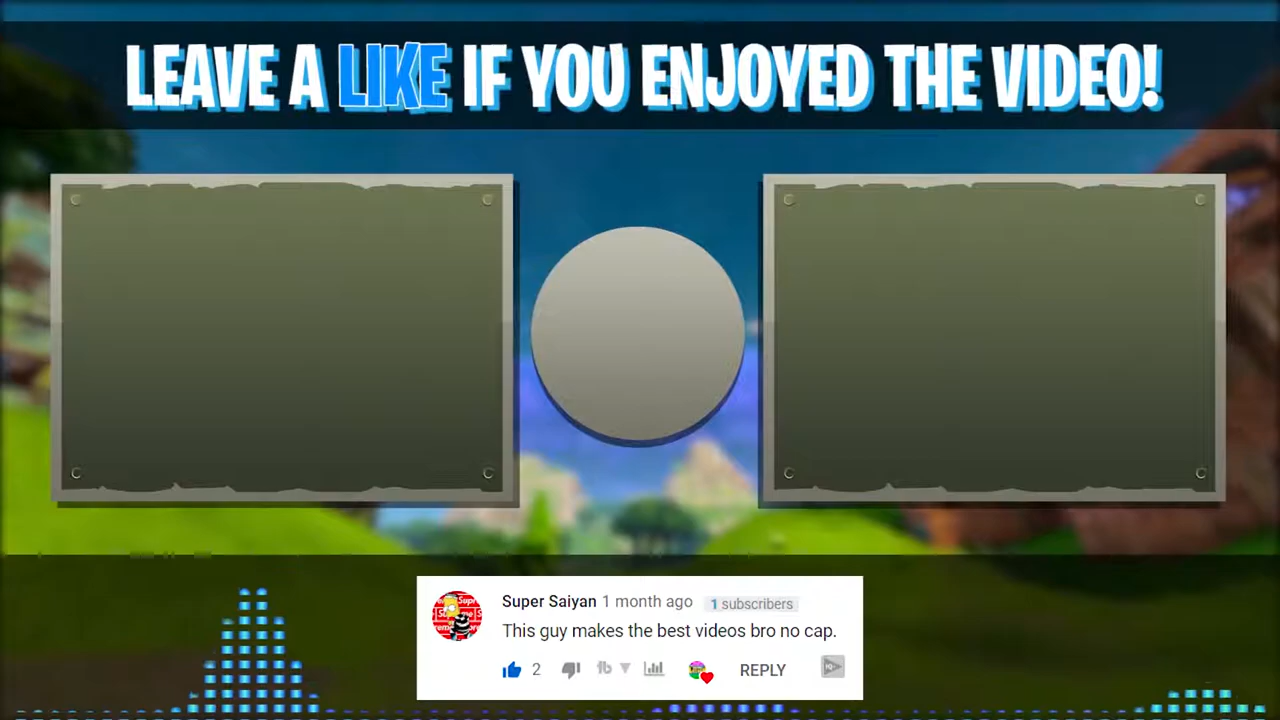 LEAVE A LIKE IF YOU ENJOYED THE VIDEO!
Super Saiyan 1 month ago 1 subscribers
This guy makes the best videos bro no cap.
2 fb REPLY